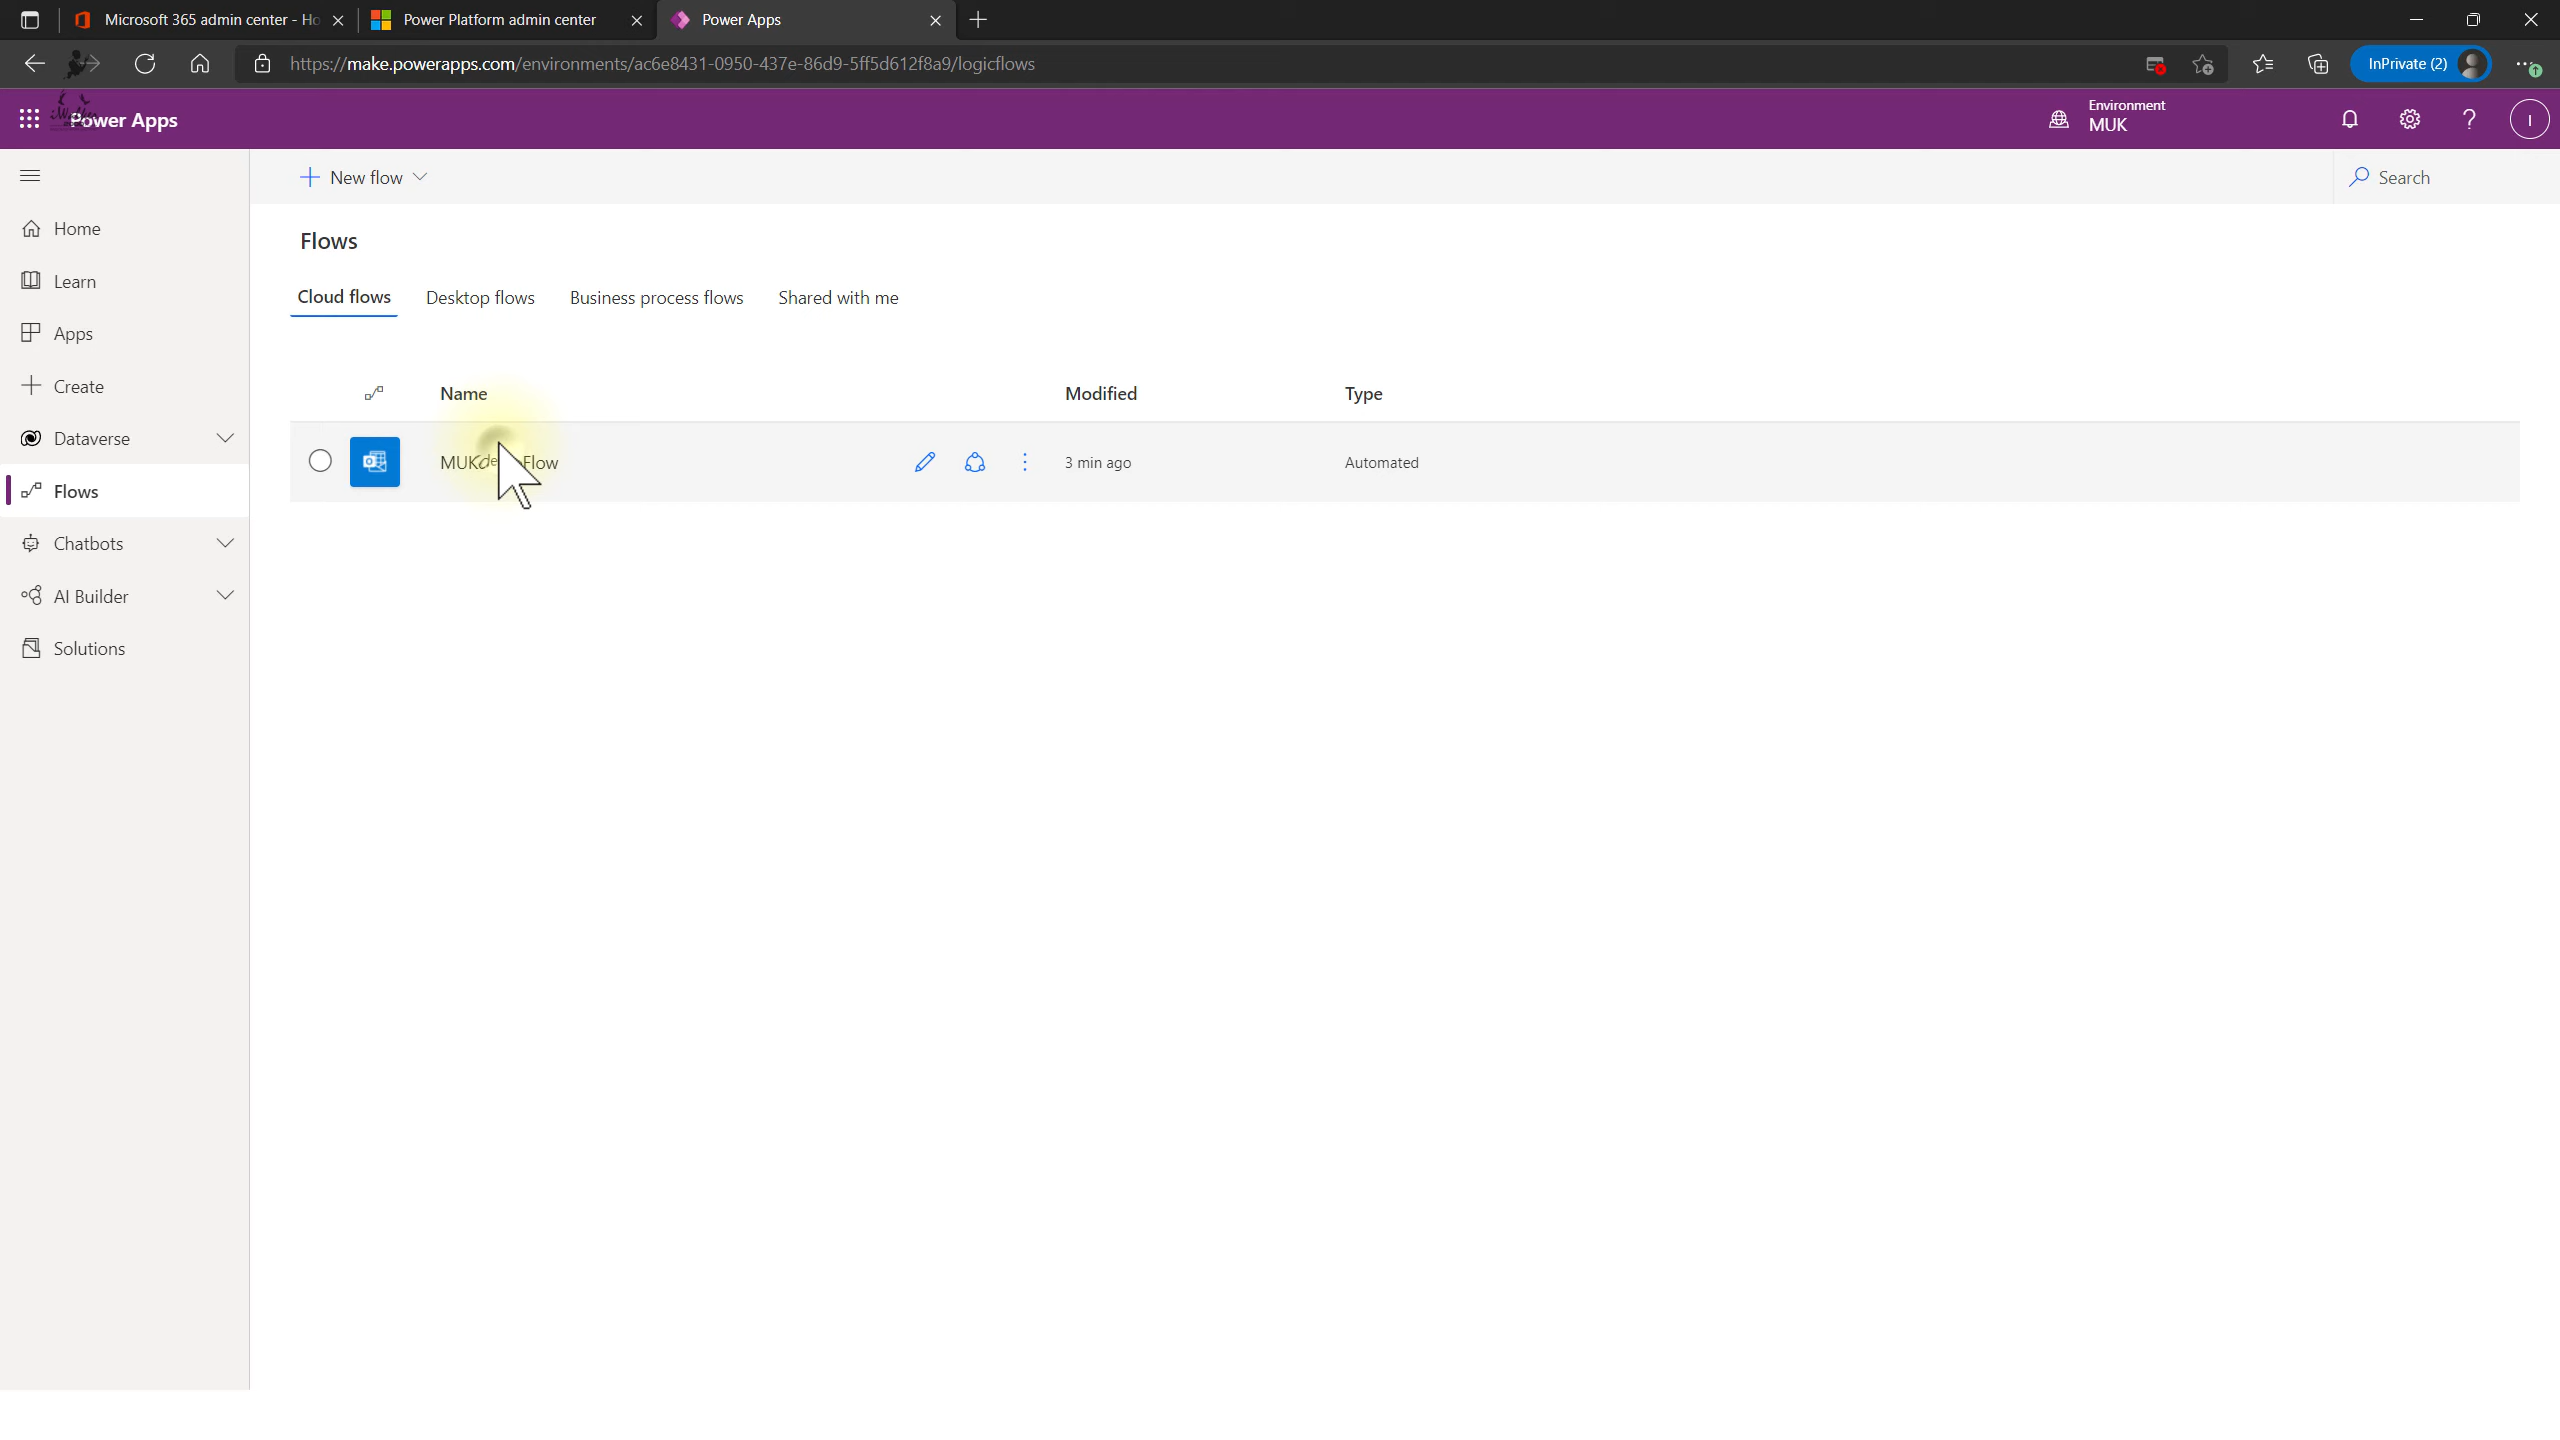 Microsoft 365 admin center - Ho
Power Platform admin center
Power Apps
https://make.powerapps.com/environments/ac6e8431-0950-437e-86d9-5ff5d612f8a9/logicflows
InPrivate (2)
Power Apps
Environment
MUK
I
New flow
Search
Home
Learn
Apps
Create
Dataverse
Flows
Chatbots
AI Builder
Solutions
Flows
Cloud flows Desktop flows Business process flows Shared with me
Name Modified Type
3 min ago Automated